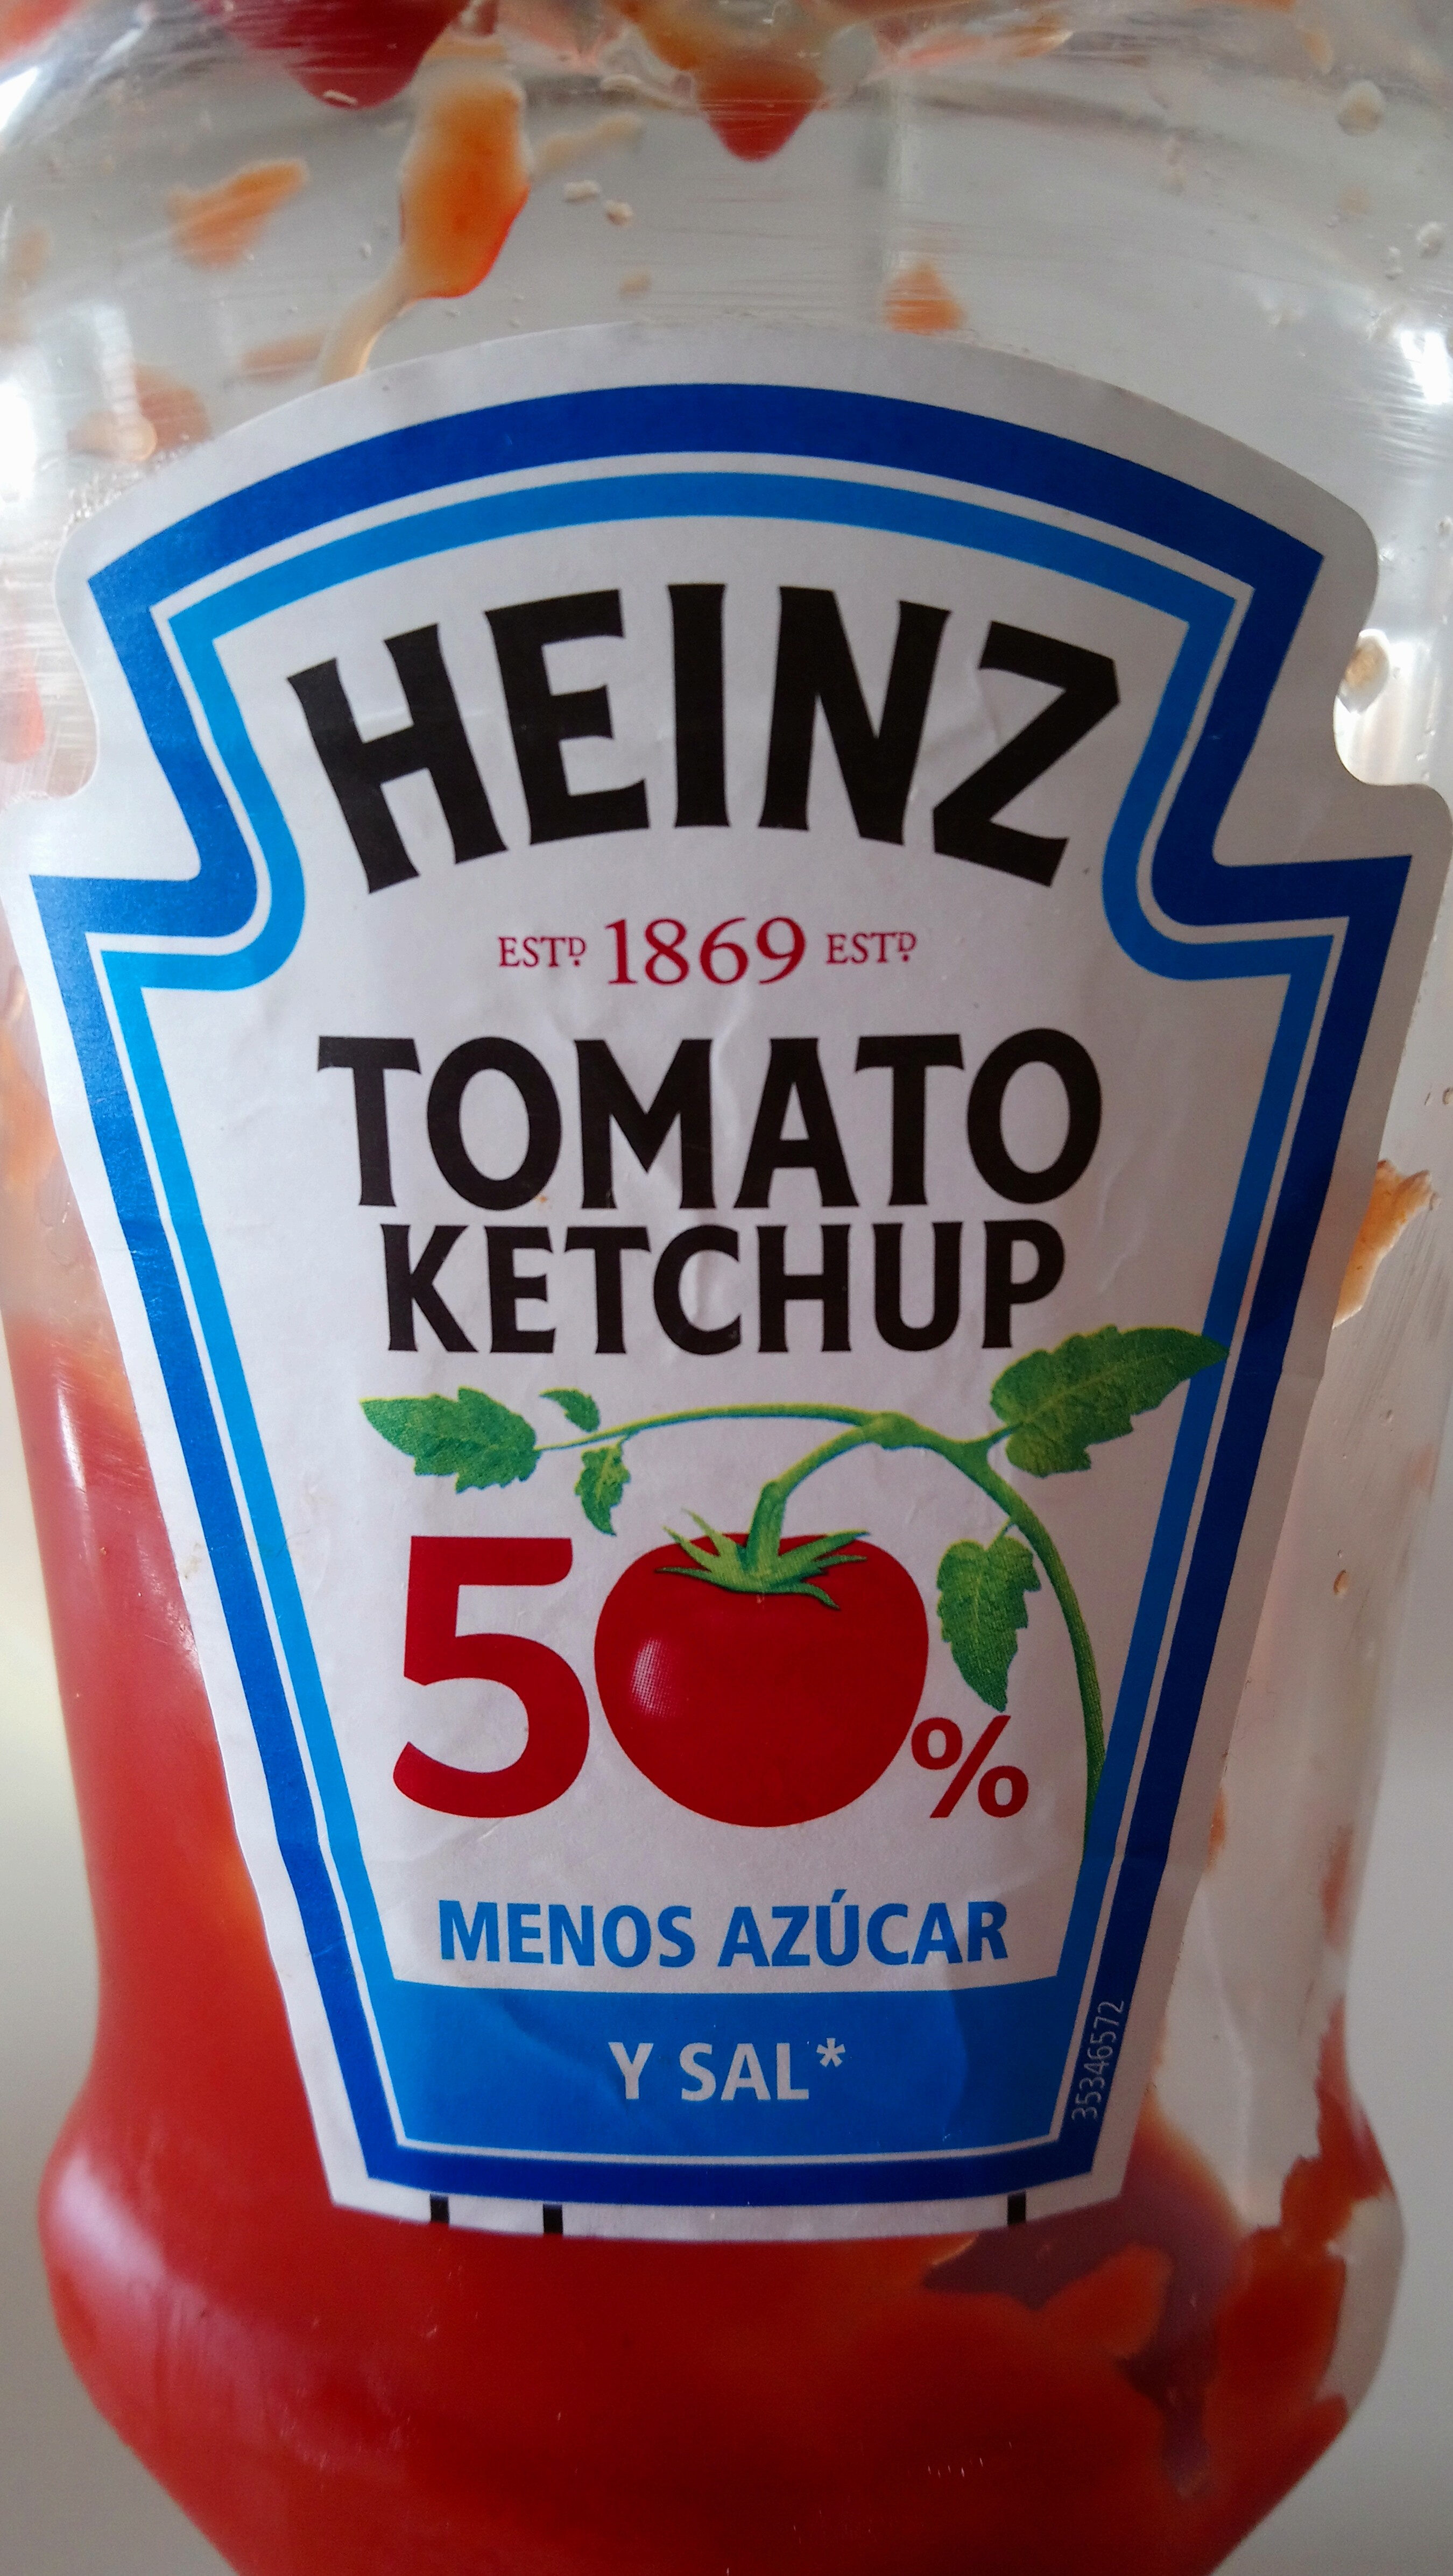 HEINZ
ESTD 1869 ESTD
TOMATO
KETCHUP
50%
MENOS AZÚCAR
Y SAL*
35346572